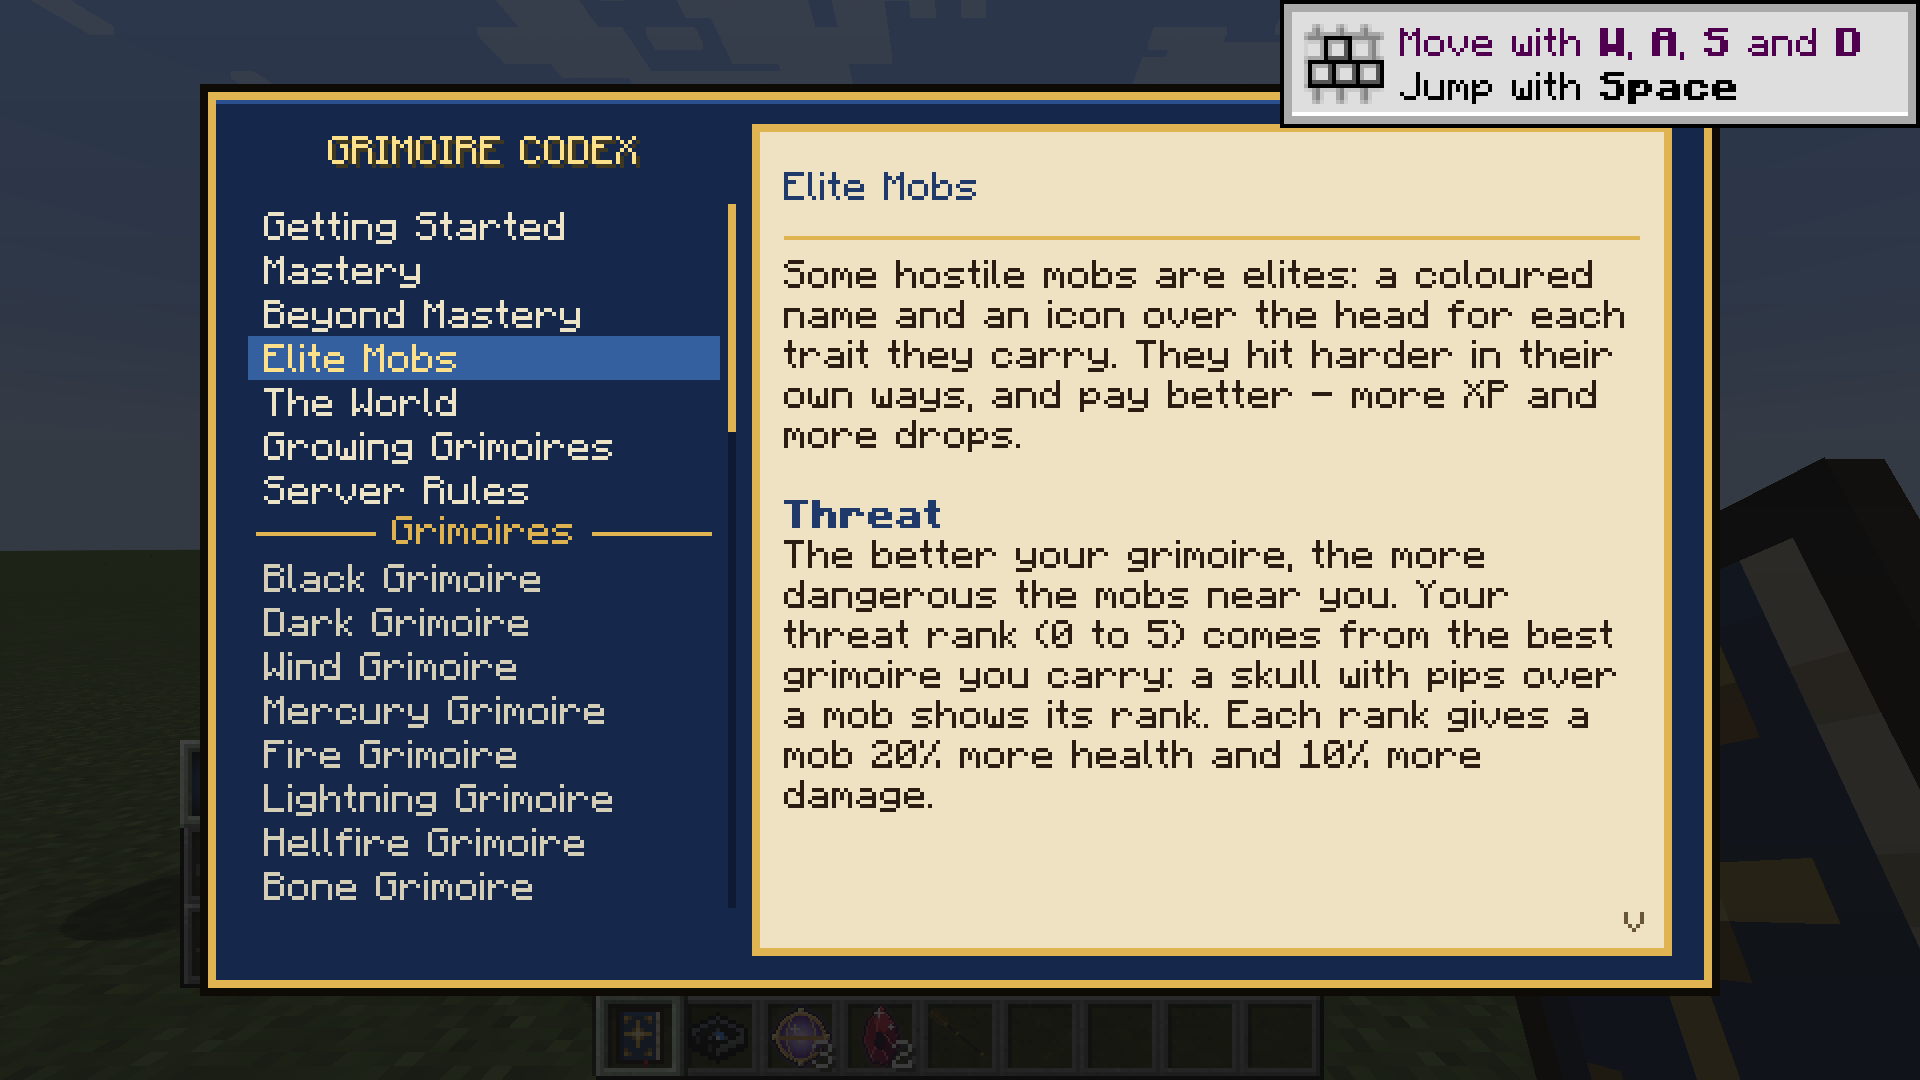 Move with W, A, S and D
Jump with Space
GRIMOIRE CODEX
Getting Started
Mastery
Beyond Mastery
Elite Mobs
The World
Growing Grimoires
Server Rules
Grimoires
Black Grimoire
Dark Grimoire
Wind Grimoire
Mercury Grimoire
Fire Grimoire
Lightning Grimoire
Hellfire Grimoire
Bone Grimoire
Elite Mobs
Some hostile mobs are elites: a coloured
name and an icon over the head for each
trait they carry. They hit harder in their
own ways, and pay better - more XP and
more drops.
Threat
The better your grimoire, the more
dangerous the mobs near you. Your
threat rank (0 to 5) comes from the best
grimoire you carry: a skull with pips over
a mob shows its rank. Each rank gives a
mob 20% more health and 10% more
damage.
v
3
2